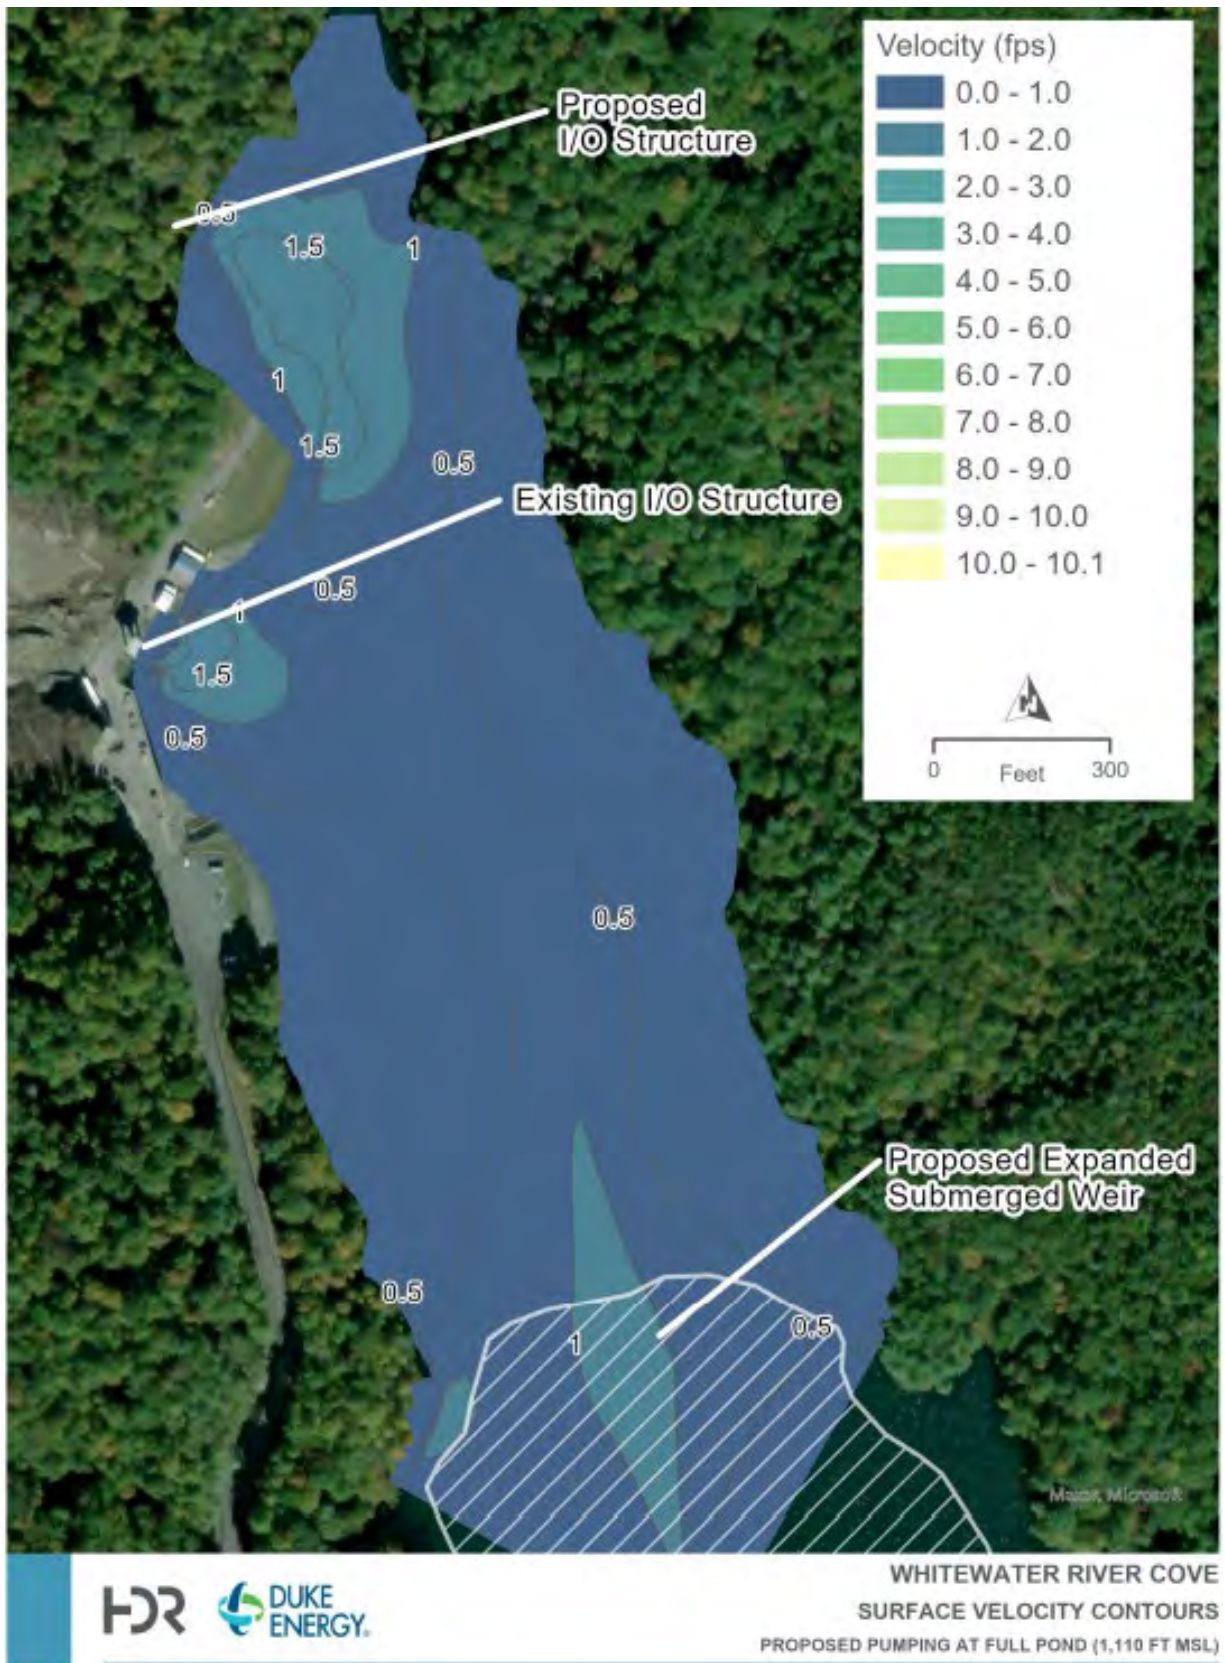 Velocity (fps)
0.0 - 1.0
1.0 - 2.0
2.0 - 3.0
3.0 - 4.0
4.0 - 5.0
5.0 - 6.0
6.0 - 7.0
7.0 - 8.0
8.0 - 9.0
9.0 - 10.0
10.0 - 10.1
N
0 300
Feet
Proposed
I/O Structure
0.5
1.5
1
1
1.5
0.5
Existing I/O Structure
0.5
1
1.5
0.5
0.5
Proposed Expanded
Submerged Weir
0.5
0.5
1
Maxar, Microsoft
HDR
DUKE
ENERGY.
WHITEWATER RIVER COVE
SURFACE VELOCITY CONTOURS
PROPOSED PUMPING AT FULL POND (1,110 FT MSL)